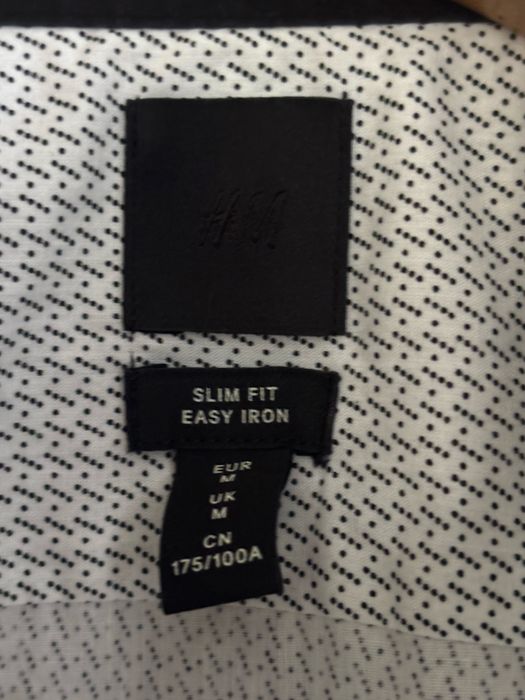 H&M
SLIM FIT
EASY IRON
EUR
M
UK
M
CN
175/100A